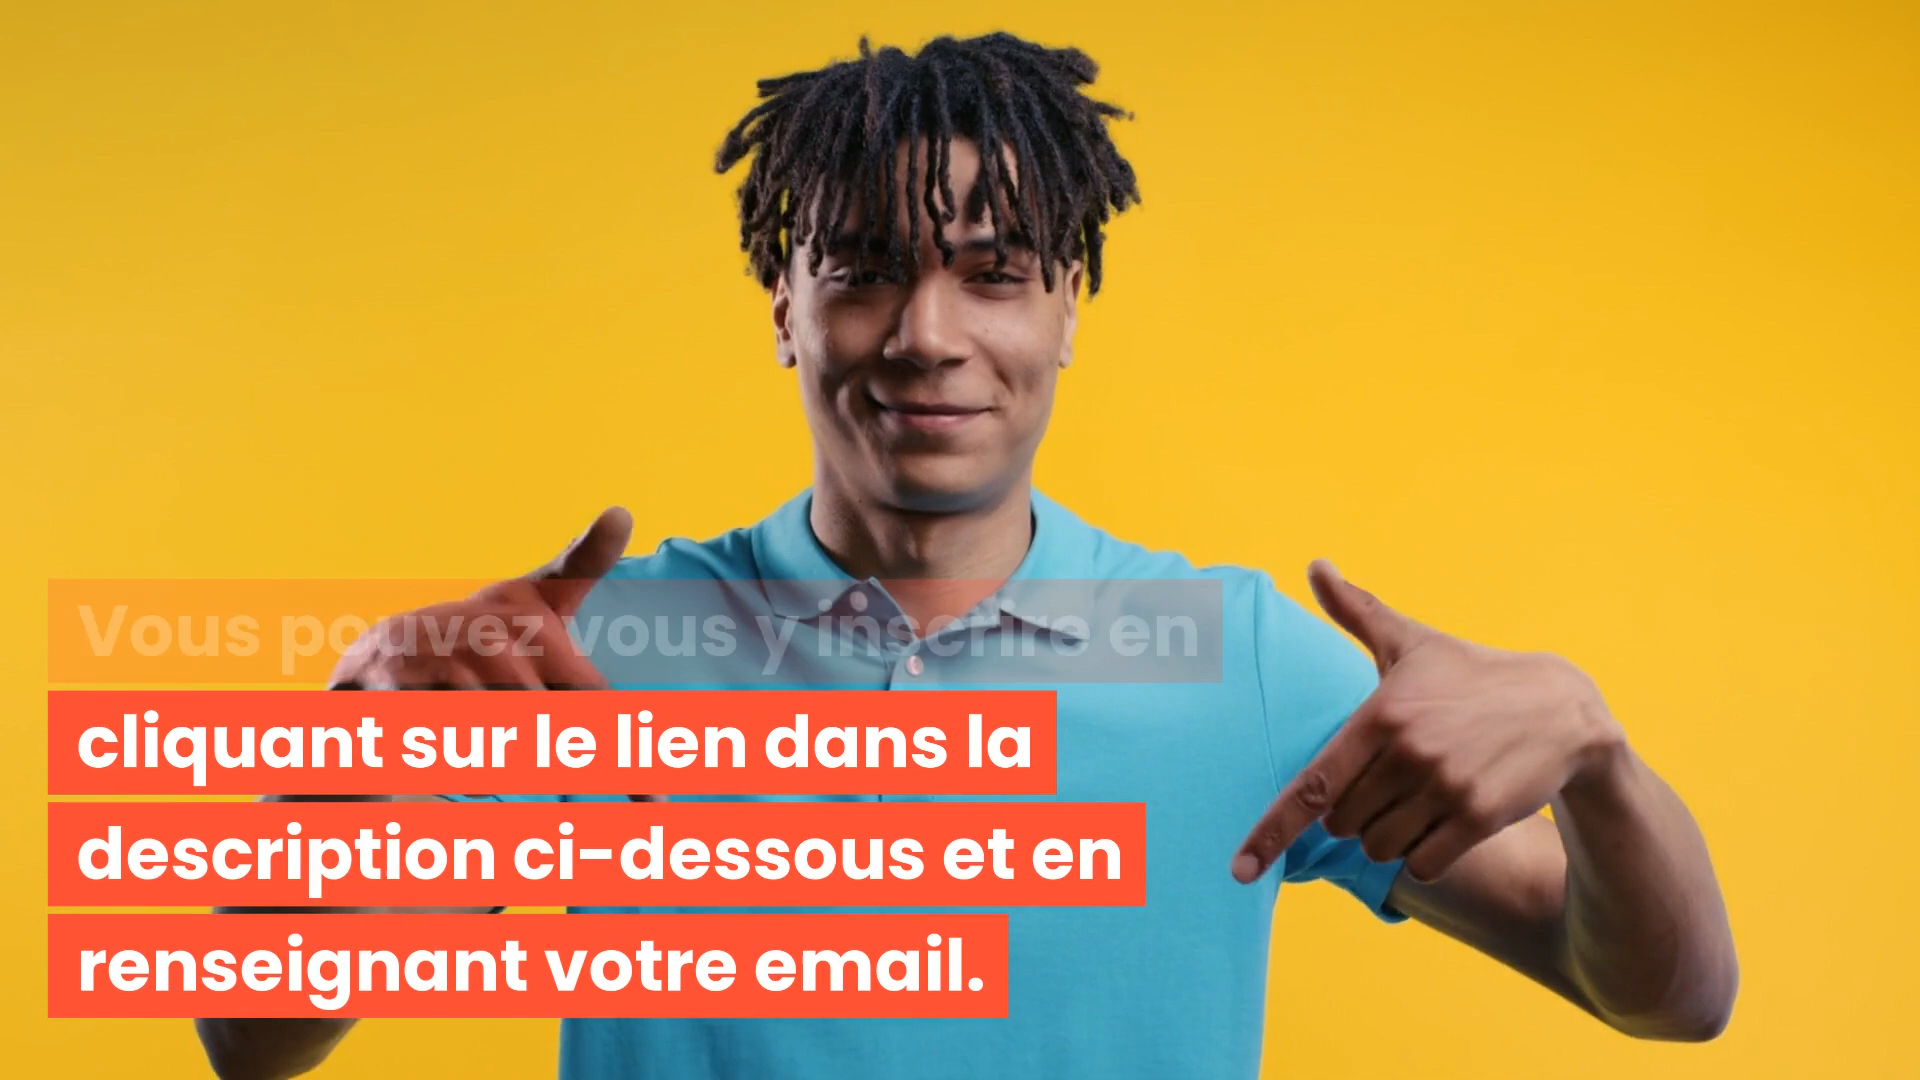 Vous pouvez vous y inscrire en
cliquant sur le lien dans la
description ci-dessous et en
renseignant votre email.